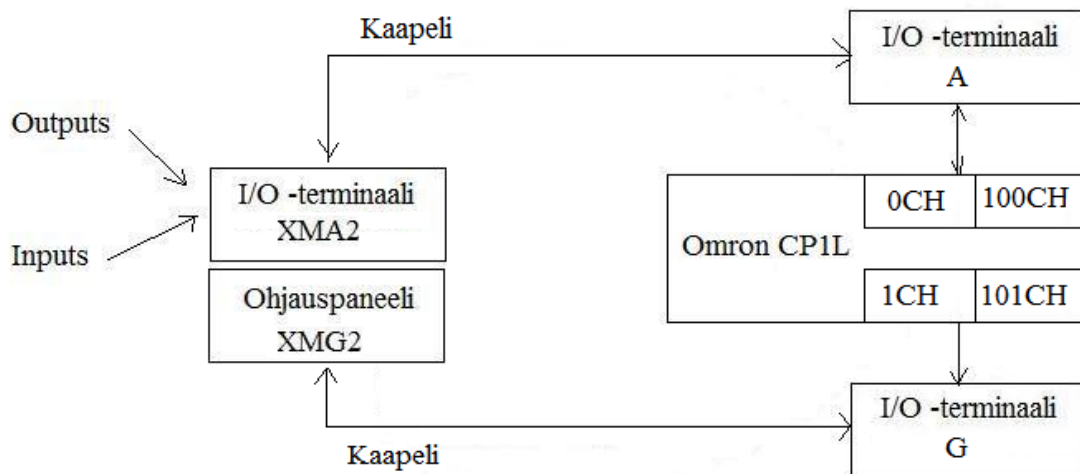 Kaapeli
I/O -terminaali
A
Outputs
I/O -terminaali
XMA2
Inputs
0CH
100CH
Omron CP1L
1CH
101CH
Ohjauspaneeli
XMG2
I/O -terminaali
G
Kaapeli